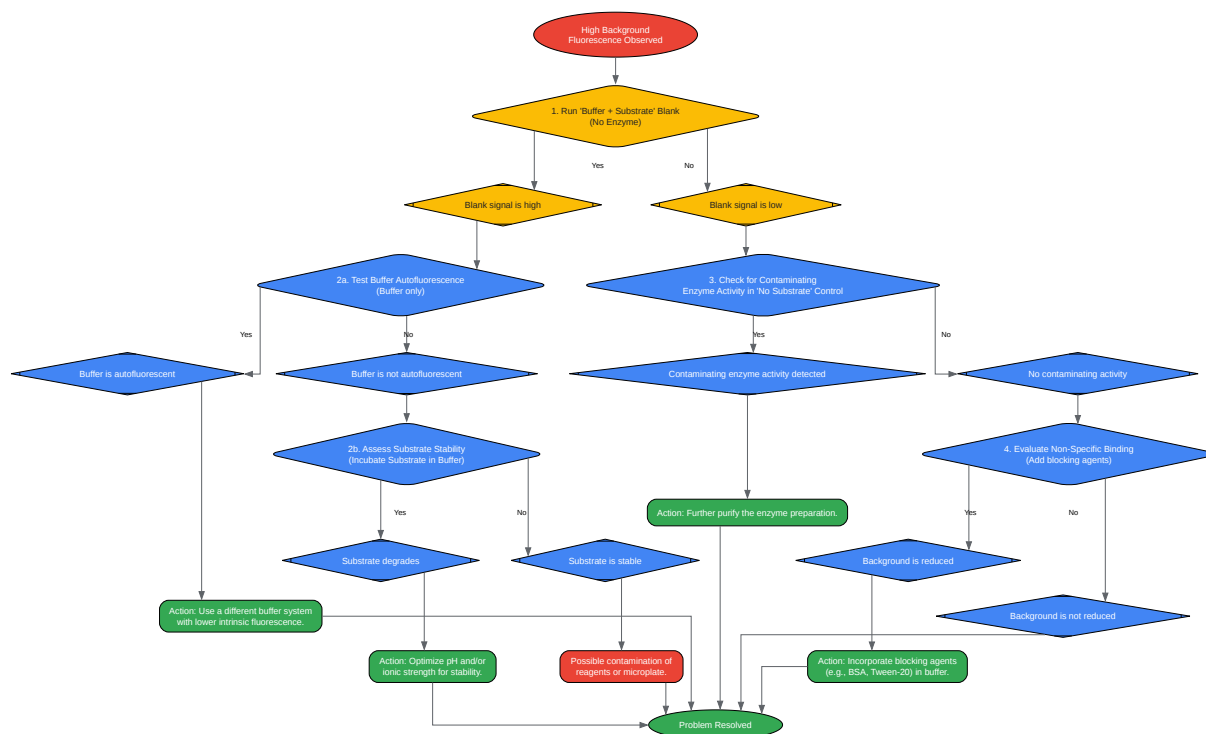 High Background
Fluorescence Observed
1. Run 'Buffer + Substrate' Blank
(No Enzyme)
Yes
No
Blank signal is high
Blank signal is low
2a. Test Buffer Autofluorescence
(Buffer only)
3. Check for Contaminating
Enzyme Activity in 'No Substrate' Control
Yes
No
Yes
No
Buffer is autofluorescent
Buffer is not autofluorescent
Contaminating enzyme activity detected
No contaminating activity
2b. Assess Substrate Stability
(Incubate Substrate in Buffer)
4. Evaluate Non-Specific Binding
(Add blocking agents)
Yes
No
Action: Further purify the enzyme preparation.
Yes
No
Substrate degrades
Substrate is stable
Background is reduced
Action: Use a different buffer system
with lower intrinsic fluorescence.
Background is not reduced
Action: Optimize pH and/or
ionic strength for stability.
Possible contamination of
reagents or microplate.
Action: Incorporate blocking agents
(e.g., BSA, Tween-20) in buffer.
Problem Resolved